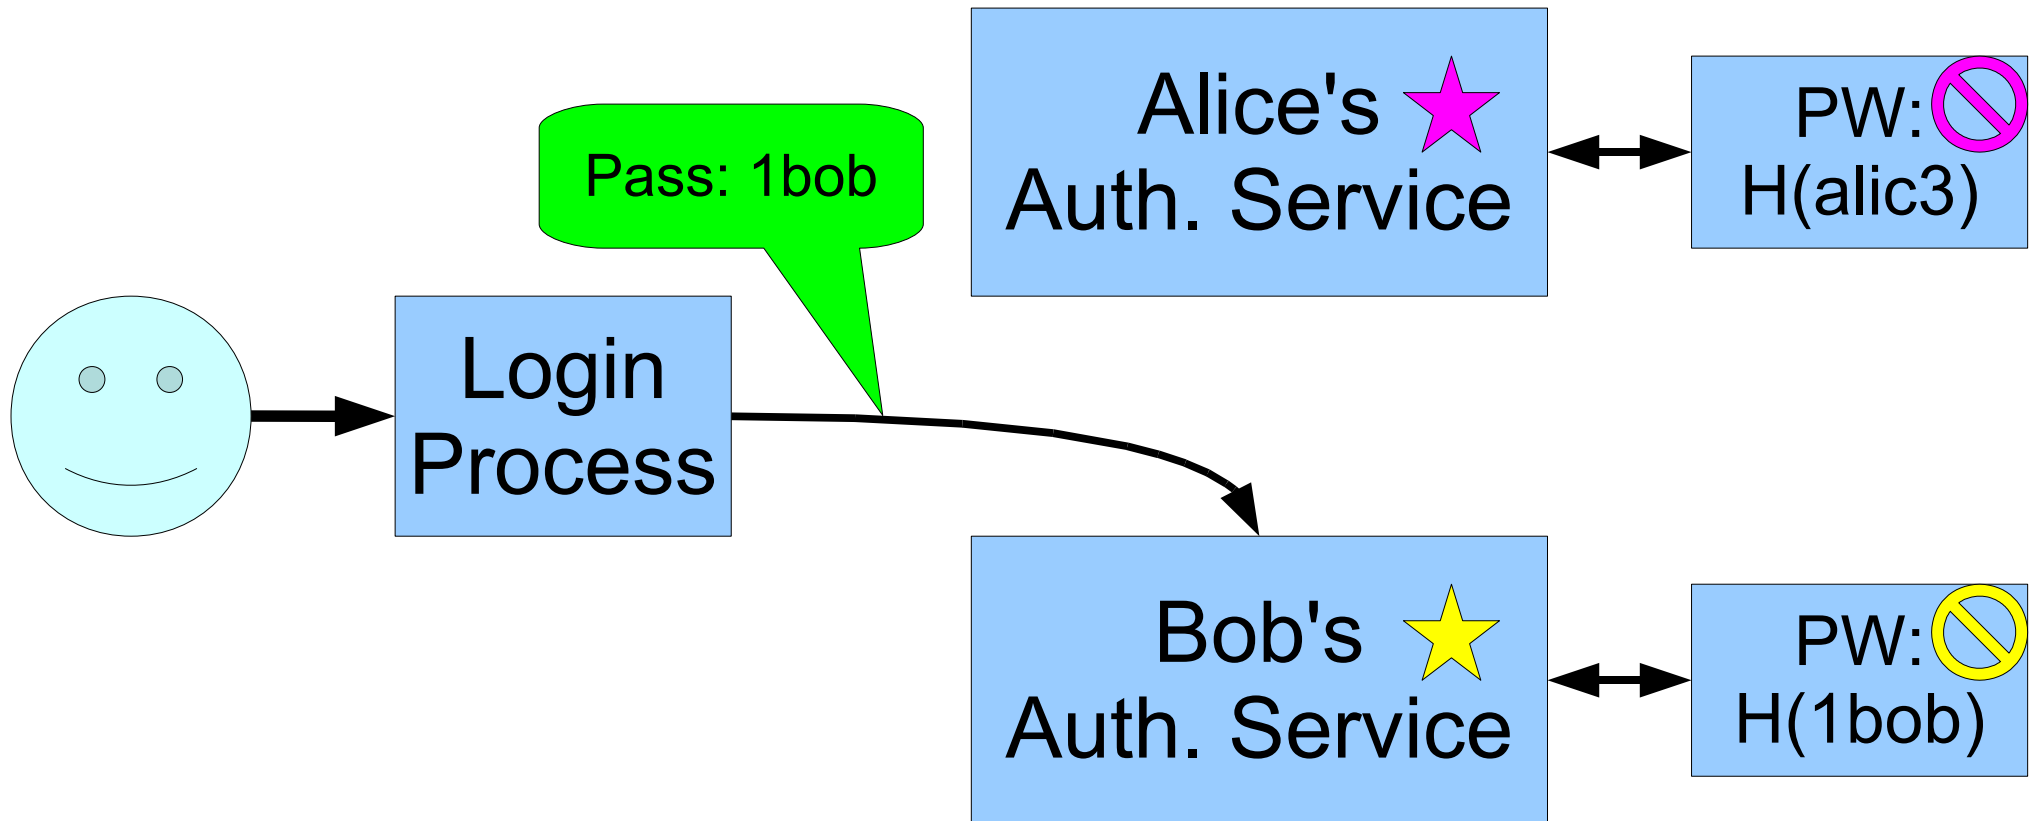 Alice's
Auth. Service
PW:
H(alic3)
Pass: 1bob
Login
Process
Bob's
Auth. Service
PW:
H(1bob)